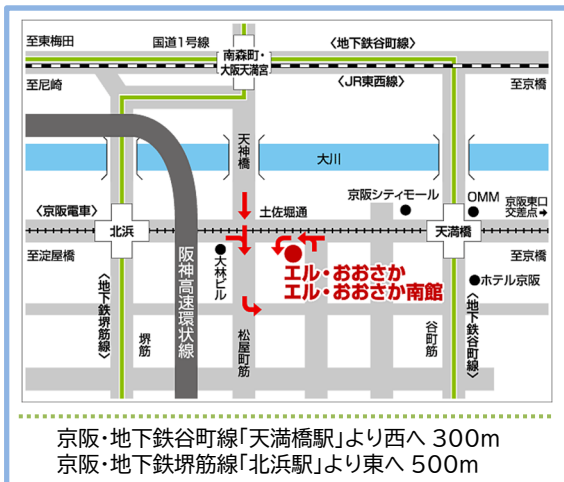 至東梅田
国道1号線
南森町・
大阪天満宮
〈地下鉄谷町線〉
至尼崎
〈JR東西線〉
至京橋
天神橋
大川
京阪シティモール
OMM
京阪東口
交差点➡
〈京阪電車〉
土佐堀通
北浜
天満橋
至淀屋橋
至京橋
大林ビル
エル・おおさか
エル・おおさか南館
ホテル京阪
阪神高速環状線
〈地下鉄堺筋線〉
堺筋
松屋町筋
谷町筋
〈地下鉄谷町線〉
京阪・地下鉄谷町線「天満橋駅」より西へ 300m
京阪・地下鉄堺筋線「北浜駅」より東へ 500m